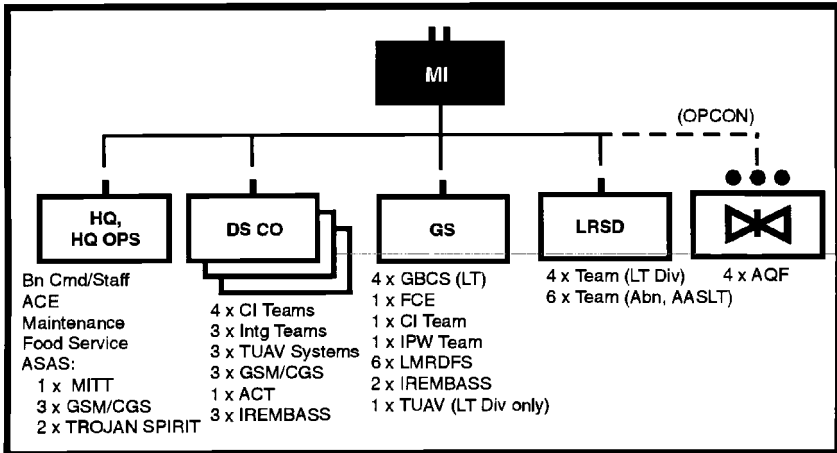 MI
(OPCON)
HQ,
HQ OPS
DS CO
GS
LRSD
Bn Cmd/Staff
ACE
Maintenance
Food Service
ASAS:
1 x MITT
3 x GSM/CGS
2 x TROJAN SPIRIT
4 x CI Teams
3 x Intg Teams
3 x TUAV Systems
3 x GSM/CGS
1 x ACT
3 x IREMBASS
4 x GBCS (LT)
1 x FCE
1 x CI Team
1 x IPW Team
6 x LMRDFS
2 x IREMBASS
1 x TUAV (LT Div only)
4 x Team (LT Div)
6 x Team (Abn, AASLT)
4 x AQF